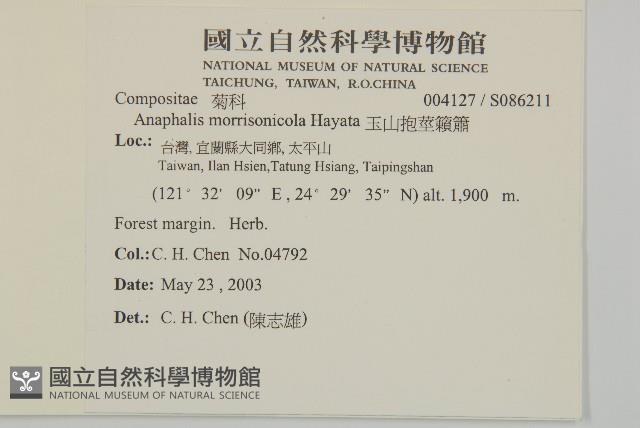 國立自然科學博物館
NATIONAL MUSEUM OF NATURAL SCIENCE
TAICHUNG, TAIWAN, R.O.CHINA
Compositae 菊科 004127 / S086211
Anaphalis morrisonicola Hayata 玉山抱莖籟簫
Loc.: 台灣, 宜蘭縣大同鄉, 太平山
Taiwan, Ilan Hsien,Tatung Hsiang, Taipingshan
(121° 32' 09" E , 24° 29' 35" N) alt. 1,900 m.
Forest margin. Herb.
Col.: C. H. Chen No.04792
Date: May 23 , 2003
Det.: C. H. Chen (陳志雄)
國立自然科學博物館
NATIONAL MUSEUM OF NATURAL SCIENCE